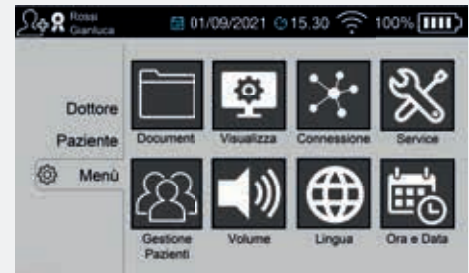 Rossi
Gianluca
01/09/2021 15.30 100%
Dottore
Paziente
Menù
Document Visualizza Connessione Service
Gestione
Pazienti
Volume Lingua Ora e Data